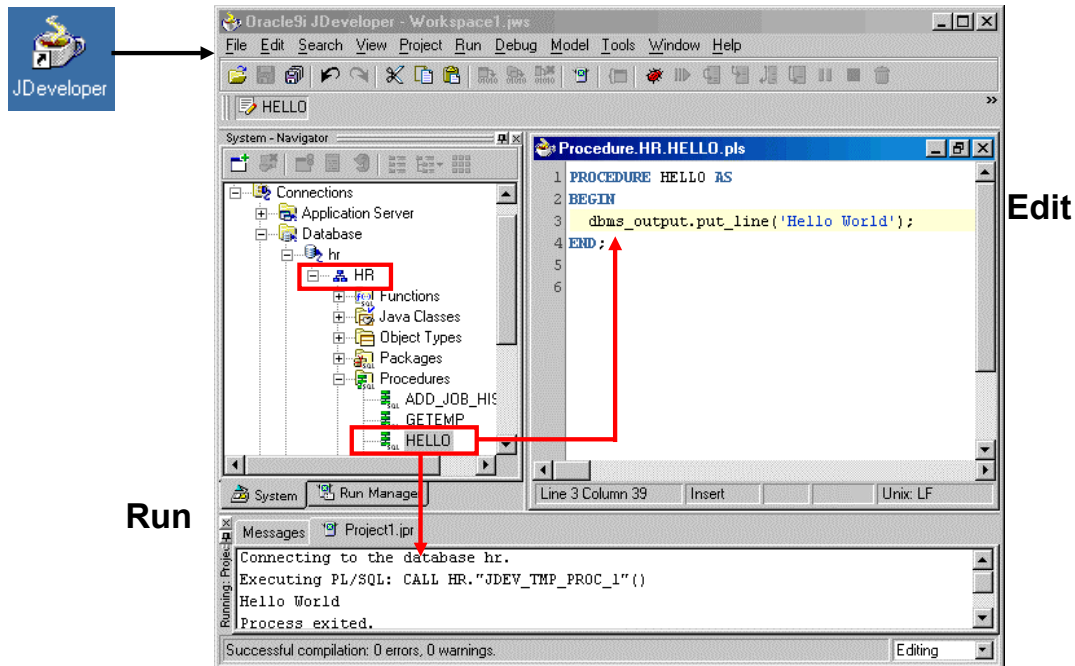 JDeveloper
Oracle9i JDeveloper - Workspace1.jws
File Edit Search View Project Run Debug Model Tools Window Help
HELLO
»
System - Navigator
Connections
Application Server
Database
hr
HR
Functions
Java Classes
Object Types
Packages
Procedures
ADD_JOB_HIS
GETEMP
HELLO
System
Run Manager
Procedure.HR.HELLO.pls
1 PROCEDURE HELLO AS
2 BEGIN
3 dbms_output.put_line('Hello World');
4 END;
5
6
Line 3 Column 39 Insert Unix: LF
Edit
Run
Messages Project1.jpr
Running: Projec
Connecting to the database hr.
Executing PL/SQL: CALL HR."JDEV_TMP_PROC_1"()
Hello World
Process exited.
Successful compilation: 0 errors, 0 warnings. Editing